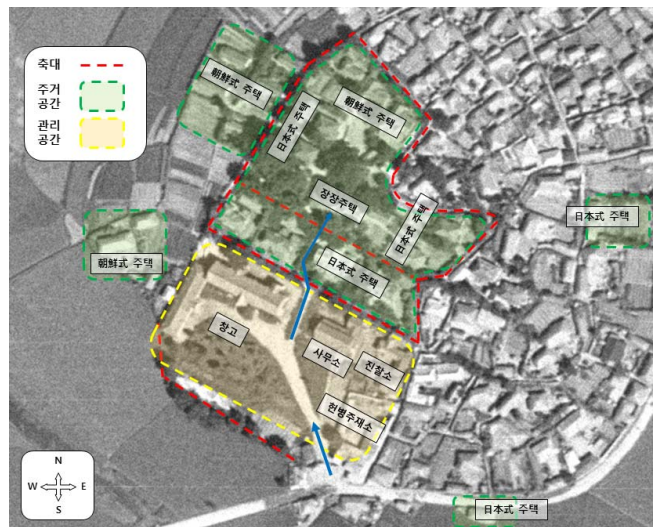 축대
주거
공간
관리
공간
朝鮮式 주택
朝鮮式 주택
日本式 주택
장장주택
日本式 주택
日本式 주택
朝鮮式 주택
日本式 주택
창고
사무소
진찰소
헌병주재소
日本式 주택
N
W
E
S